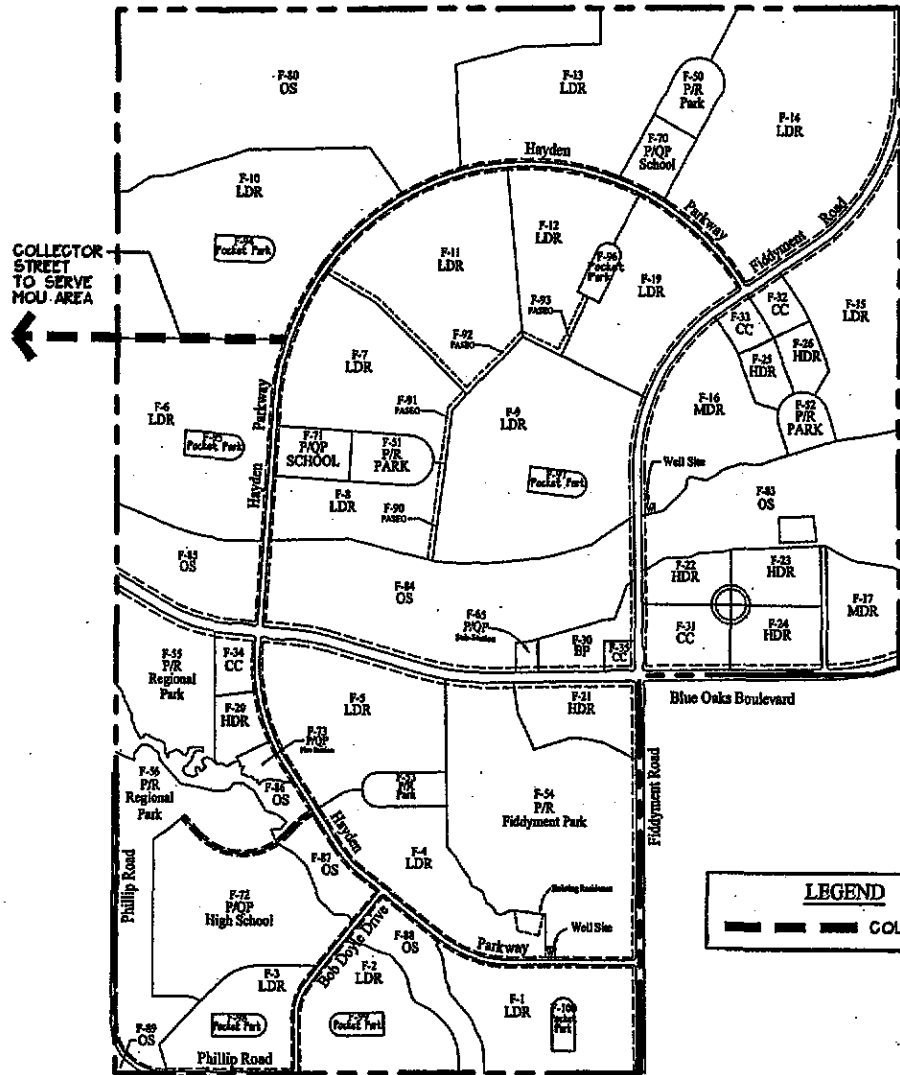 F-80
OS
F-13
LDR
F-50
P/R
Park
F-14
LDR
F-70
P/QP
School
Hayden
Parkway
F-10
LDR
Pocket Park
COLLECTOR
STREET
TO SERVE
MOU AREA
F-11
LDR
F-12
LDR
F-96
Pocket
Park
F-19
LDR
Fiddyment Road
F-33
CC
F-32
CC
F-15
LDR
F-25
HDR
F-26
HDR
F-93
PASEO
F-92
PASEO
F-7
LDR
F-16
MDR
F-52
P/R
PARK
F-91
PASEO
F-9
LDR
F-6
LDR
Pocket Park
Hayden Parkway
F-71
P/QP
SCHOOL
F-51
P/R
PARK
F-97
Pocket Park
Well Site
F-8
LDR
F-90
PASEO
F-83
OS
F-85
OS
F-84
OS
F-22
HDR
F-23
HDR
F-17
MDR
F-65
P/QP
Sub-Station
F-30
BP
F-35
CC
F-31
CC
F-24
HDR
F-55
P/R
Regional
Park
F-34
CC
F-5
LDR
F-21
HDR
Blue Oaks Boulevard
F-29
HDR
F-73
P/QP
Fire Station
F-56
P/R
Regional
Park
F-86
OS
F-53
P/R
Park
F-54
P/R
Fiddyment Park
Fiddyment Road
Hayden
Phillip Road
F-87
OS
F-4
LDR
LEGEND
COL
F-72
P/QP
High School
Existing Residence
Well Site
F-88
OS
Parkway
Bob Doyle Drive
F-3
LDR
F-2
LDR
F-1
LDR
Pocket Park
Pocket Park
F-100
Pocket
Park
F-89
OS
Phillip Road